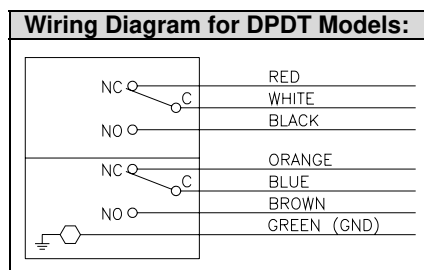 Wiring Diagram for DPDT Models:
NC
C
NO
RED
WHITE
BLACK
NC
C
NO
ORANGE
BLUE
BROWN
GREEN (GND)